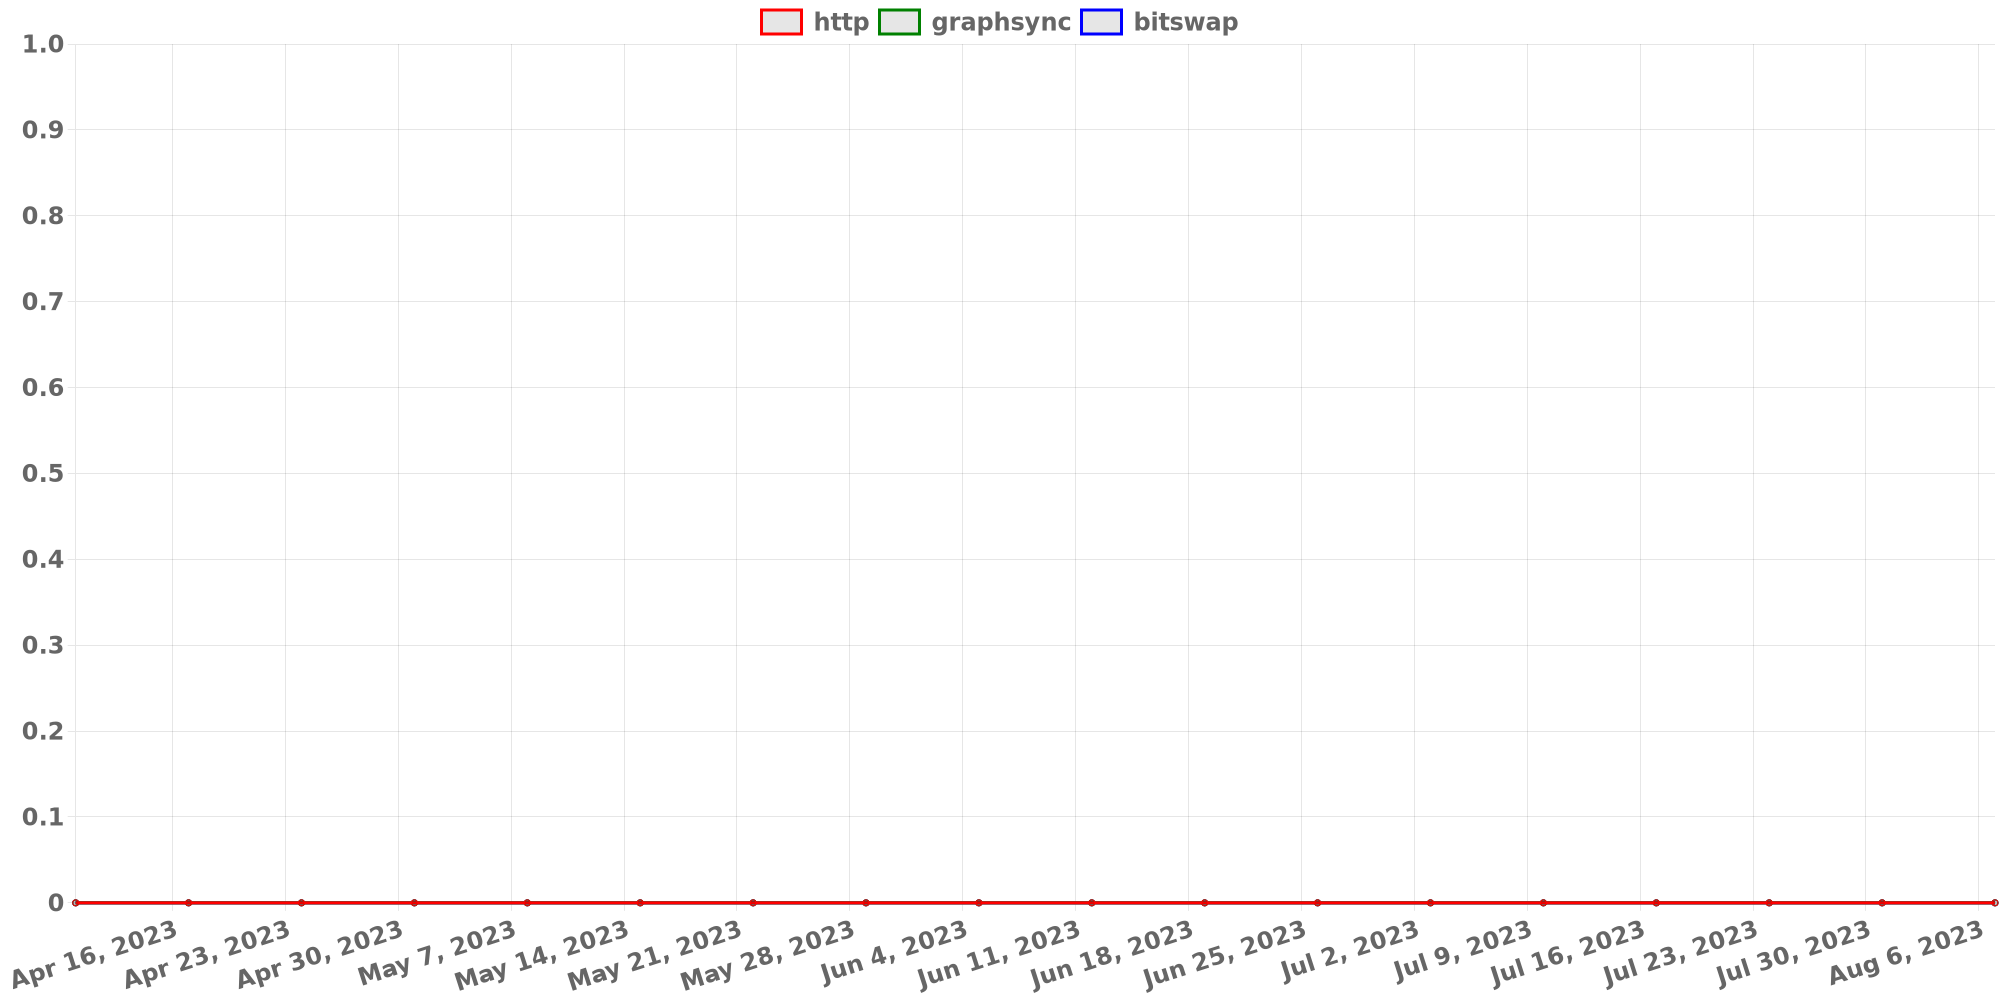 http graphsync bitswap
1.0
0.9
0.8
0.7
0.6
0.5
0.4
0.3
0.2
0.1
0
Apr 16, 2023
Apr 23, 2023
Apr 30, 2023
May 7, 2023
May 14, 2023
May 21, 2023
May 28, 2023
Jun 4, 2023
Jun 11, 2023
Jun 18, 2023
Jun 25, 2023
Jul 2, 2023
Jul 9, 2023
Jul 16, 2023
Jul 23, 2023
Jul 30, 2023
Aug 6, 2023